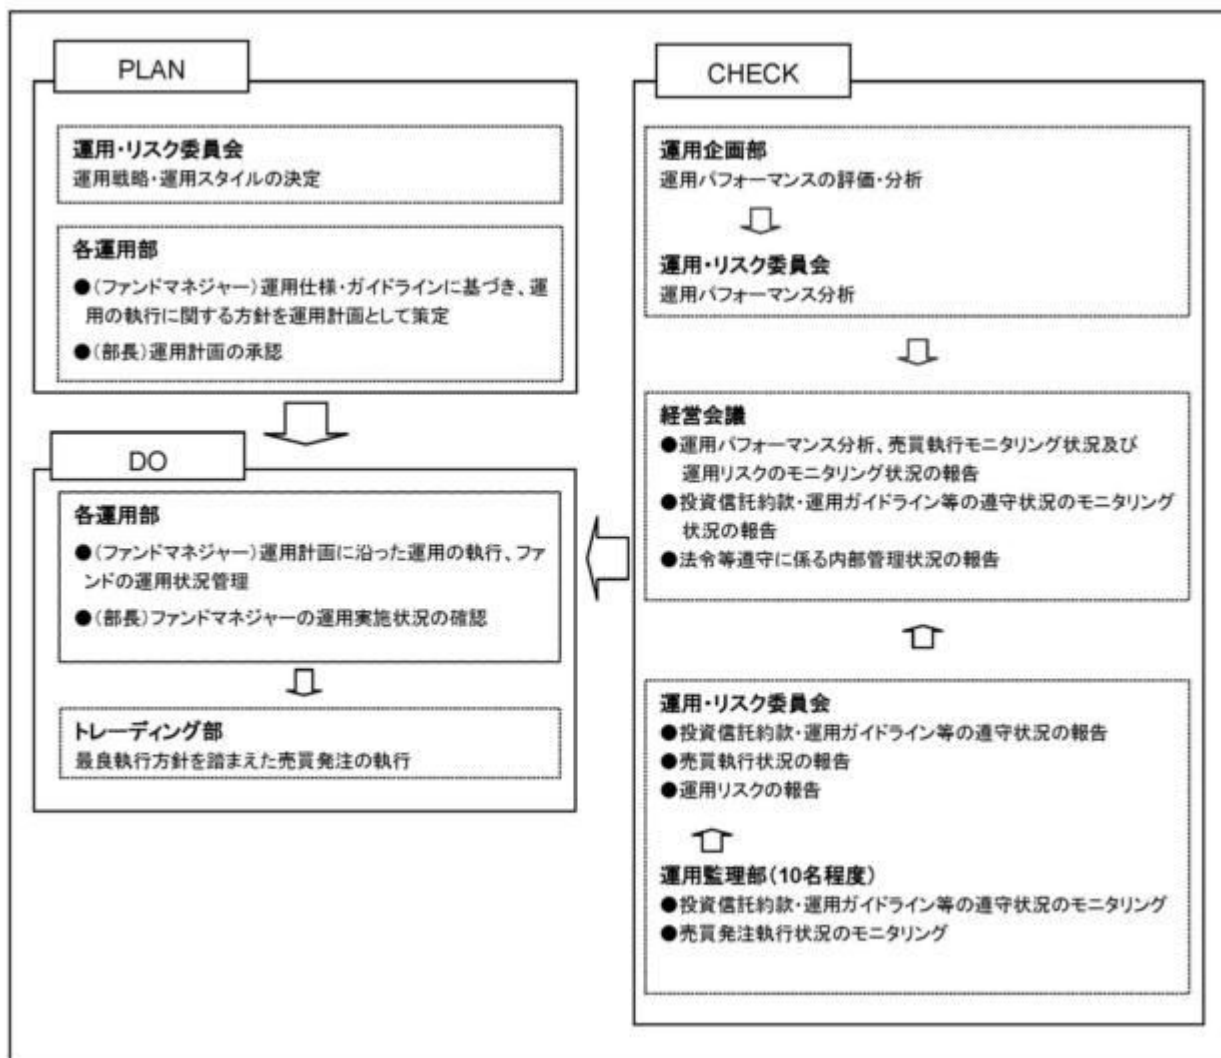 PLAN
運用・リスク委員会
運用戦略・運用スタイルの決定
各運用部
●(ファンドマネジャー)運用仕様・ガイドラインに基づき、運
用の執行に関する方針を運用計画として策定
●(部長)運用計画の承認
DO
各運用部
●(ファンドマネジャー)運用計画に沿った運用の執行、ファ
ンドの運用状況管理
●(部長)ファンドマネジャーの運用実施状況の確認
トレーディング部
最良執行方針を踏まえた売買発注の執行
CHECK
運用企画部
運用パフォーマンスの評価・分析
運用・リスク委員会
運用パフォーマンス分析
経営会議
●運用パフォーマンス分析、売買執行モニタリング状況及び
運用リスクのモニタリング状況の報告
●投資信託約款・運用ガイドライン等の遵守状況のモニタリング
状況の報告
●法令等遵守に係る内部管理状況の報告
運用・リスク委員会
●投資信託約款・運用ガイドライン等の遵守状況の報告
●売買執行状況の報告
●運用リスクの報告
運用監理部(10名程度)
●投資信託約款・運用ガイドライン等の遵守状況のモニタリング
●売買発注執行状況のモニタリング